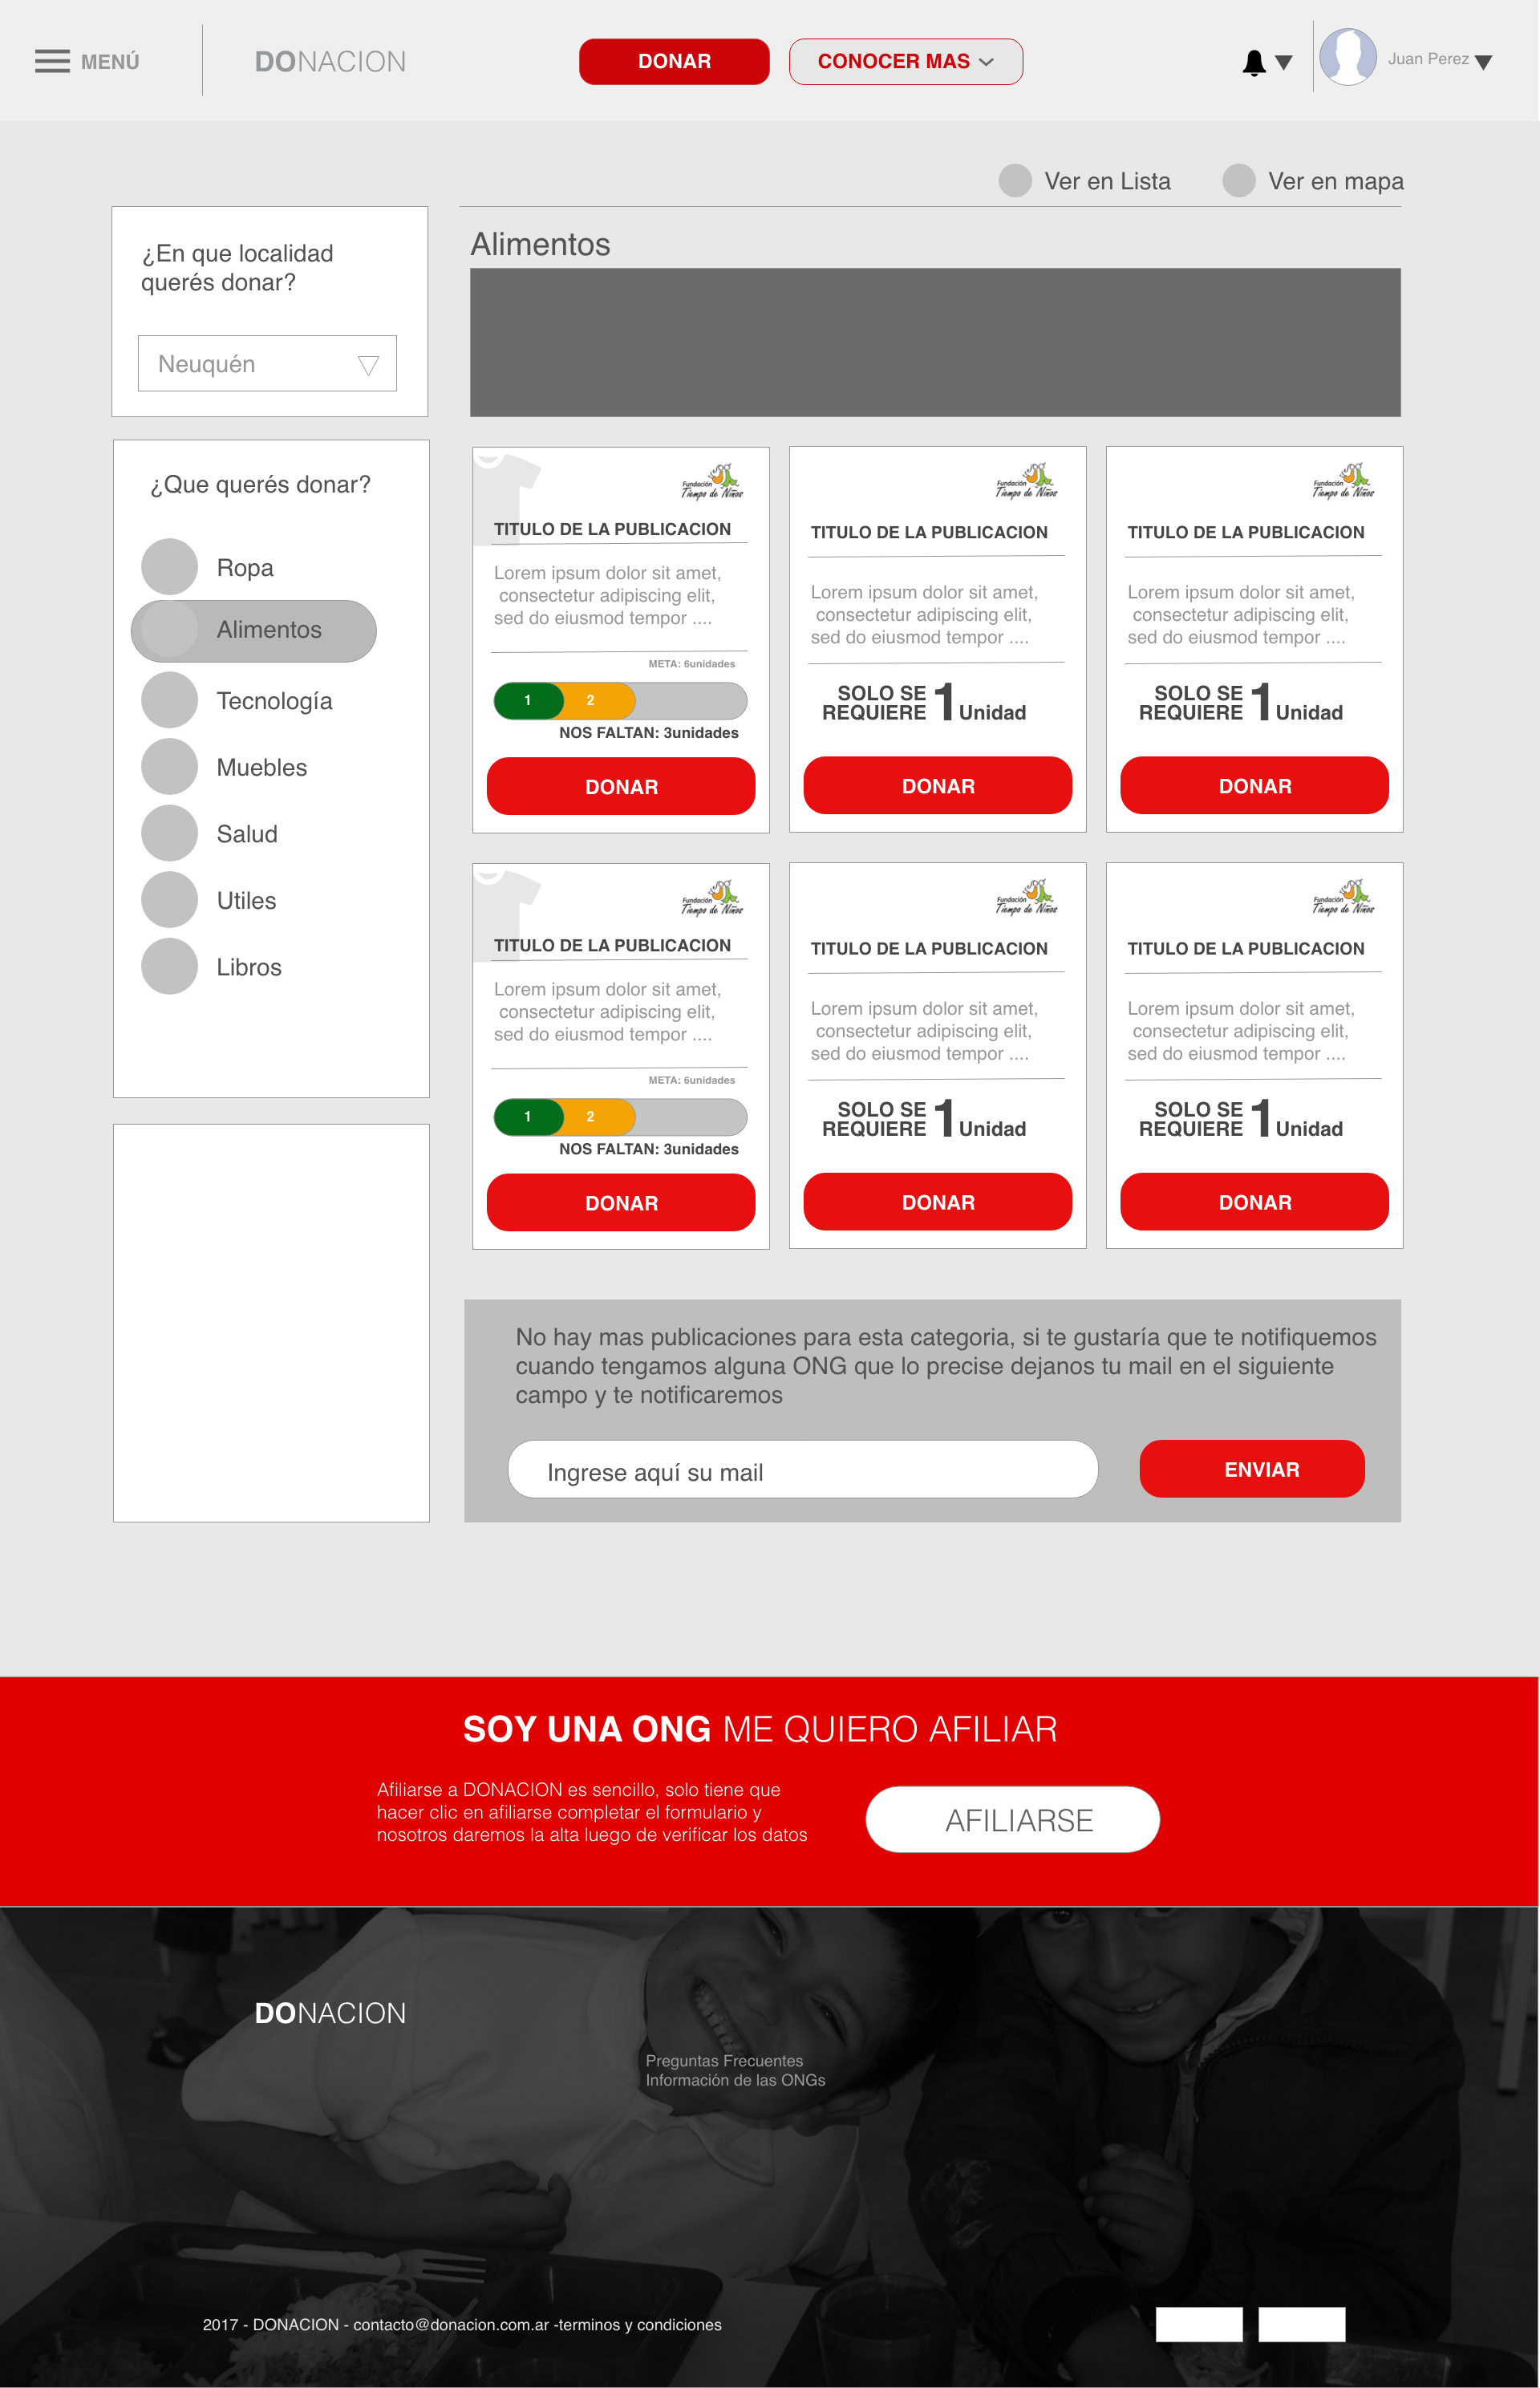 MENÚ
DONACION
DONAR
CONOCER MAS
Juan Perez
Ver en Lista
Ver en mapa
¿En que localidad
querés donar?
Neuquén
¿Que querés donar?
Ropa
Alimentos
Tecnología
Muebles
Salud
Utiles
Libros
Alimentos
Fundación
Tiempo de Niños
TITULO DE LA PUBLICACION
Lorem ipsum dolor sit amet,
consectetur adipiscing elit,
sed do eiusmod tempor ....
META: 6unidades
1 2
NOS FALTAN: 3unidades
DONAR
Fundación
Tiempo de Niños
TITULO DE LA PUBLICACION
Lorem ipsum dolor sit amet,
consectetur adipiscing elit,
sed do eiusmod tempor ....
SOLO SE
REQUIERE 1 Unidad
DONAR
Fundación
Tiempo de Niños
TITULO DE LA PUBLICACION
Lorem ipsum dolor sit amet,
consectetur adipiscing elit,
sed do eiusmod tempor ....
SOLO SE
REQUIERE 1 Unidad
DONAR
Fundación
Tiempo de Niños
TITULO DE LA PUBLICACION
Lorem ipsum dolor sit amet,
consectetur adipiscing elit,
sed do eiusmod tempor ....
META: 6unidades
1 2
NOS FALTAN: 3unidades
DONAR
Fundación
Tiempo de Niños
TITULO DE LA PUBLICACION
Lorem ipsum dolor sit amet,
consectetur adipiscing elit,
sed do eiusmod tempor ....
SOLO SE
REQUIERE 1 Unidad
DONAR
Fundación
Tiempo de Niños
TITULO DE LA PUBLICACION
Lorem ipsum dolor sit amet,
consectetur adipiscing elit,
sed do eiusmod tempor ....
SOLO SE
REQUIERE 1 Unidad
DONAR
No hay mas publicaciones para esta categoria, si te gustaría que te notifiquemos
cuando tengamos alguna ONG que lo precise dejanos tu mail en el siguiente
campo y te notificaremos
Ingrese aquí su mail
ENVIAR
SOY UNA ONG ME QUIERO AFILIAR
Afiliarse a DONACION es sencillo, solo tiene que
hacer clic en afiliarse completar el formulario y
nosotros daremos la alta luego de verificar los datos
AFILIARSE
DONACION
Preguntas Frecuentes
Información de las ONGs
2017 - DONACION - contacto@donacion.com.ar -terminos y condiciones